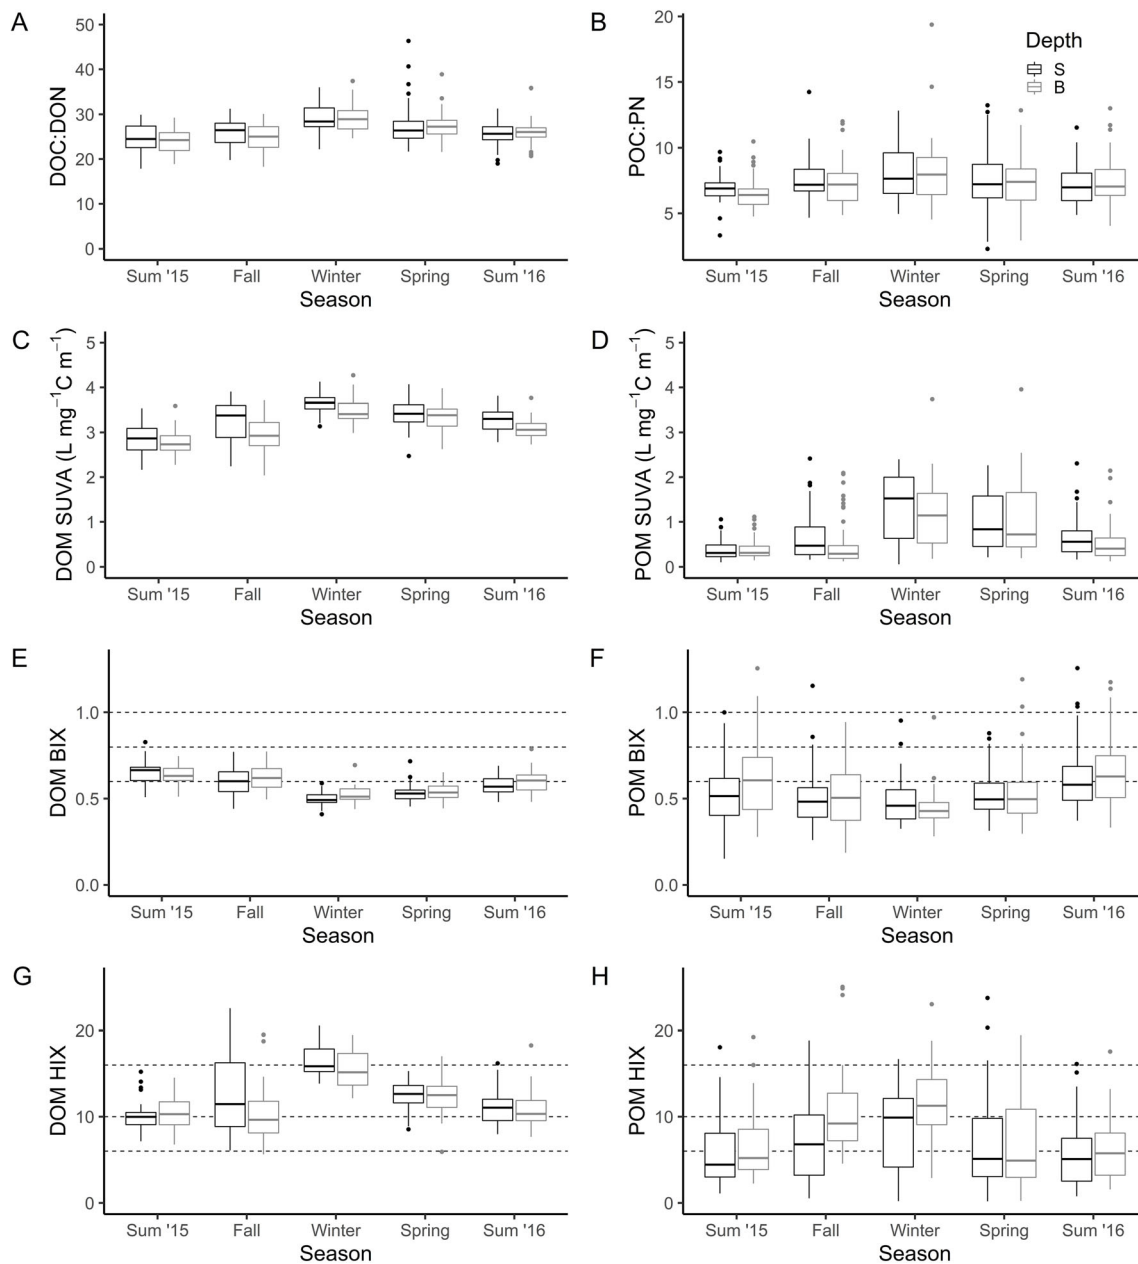 A
DOC:DON
50
40
30
20
10
0
Sum '15 Fall Winter Spring Sum '16
Season
B
POC:PN
20
15
10
5
Depth
S
B
Sum '15 Fall Winter Spring Sum '16
Season
C
DOM SUVA (L mg⁻¹C m⁻¹)
5
4
3
2
1
0
Sum '15 Fall Winter Spring Sum '16
Season
D
POM SUVA (L mg⁻¹C m⁻¹)
5
4
3
2
1
0
Sum '15 Fall Winter Spring Sum '16
Season
E
DOM BIX
1.0
0.5
0.0
Sum '15 Fall Winter Spring Sum '16
Season
F
POM BIX
1.0
0.5
0.0
Sum '15 Fall Winter Spring Sum '16
Season
G
DOM HIX
20
10
0
Sum '15 Fall Winter Spring Sum '16
Season
H
POM HIX
20
10
0
Sum '15 Fall Winter Spring Sum '16
Season